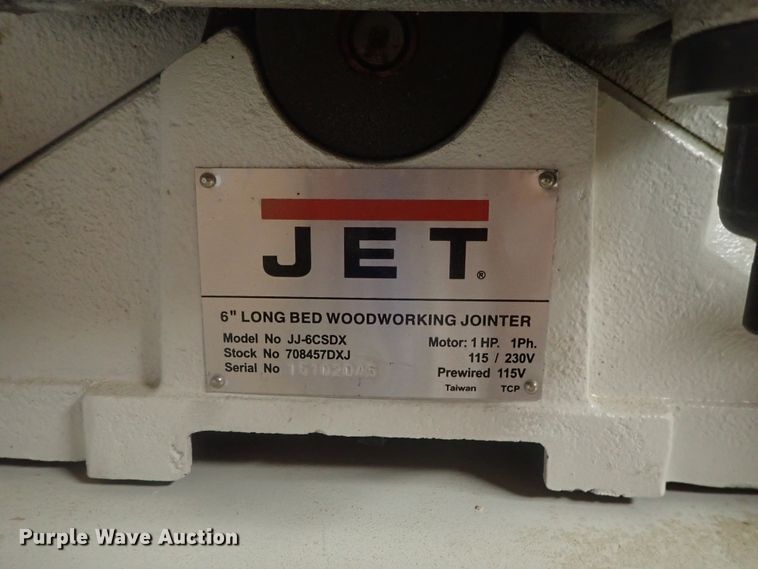 JET®
6" LONG BED WOODWORKING JOINTER
Model No JJ-6CSDX
Motor: 1 HP. 1Ph.
Stock No 708457DXJ
115 / 230V
Serial No 15102045
Prewired 115V
Taiwan TCP
Purple Wave Auction